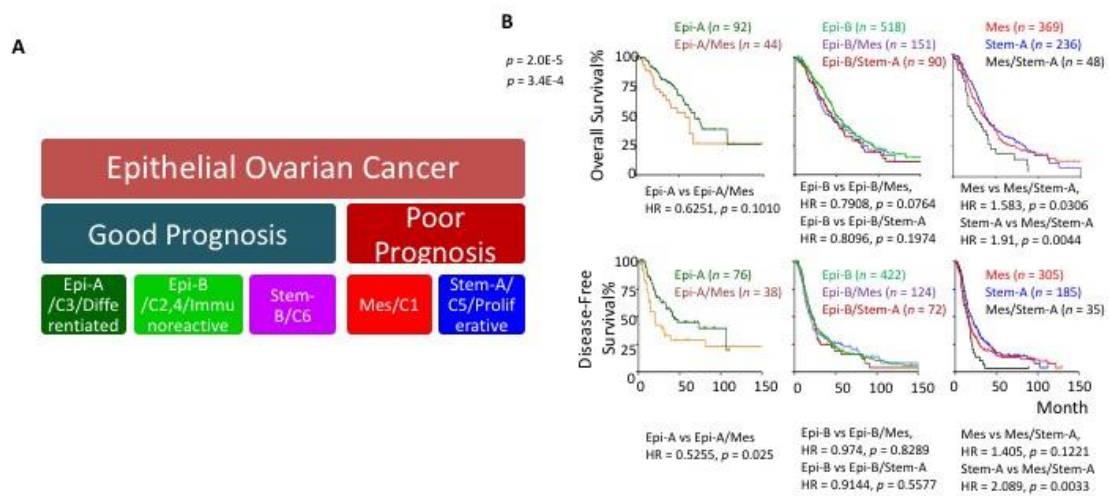 A
p = 2.0E-5
p = 3.4E-4
Epithelial Ovarian Cancer
Good Prognosis
Poor
Prognosis
Epi-A
/C3/Diffe
rentiated
Epi-B
/C2,4/Immu
noreactive
Stem-
B/C6
Mes/C1
Stem-A/
C5/Prolif
erative
B
Epi-A (n = 92)
Epi-A/Mes (n = 44)
Epi-B (n = 518)
Epi-B/Mes (n = 151)
Epi-B/Stem-A (n = 90)
Mes (n = 369)
Stem-A (n = 236)
Mes/Stem-A (n = 48)
Overall Survival%
100
75
50
25
0
Epi-A vs Epi-A/Mes
HR = 0.6251, p = 0.1010
Epi-B vs Epi-B/Mes,
HR = 0.7908, p = 0.0764
Epi-B vs Epi-B/Stem-A
HR = 0.8096, p = 0.1974
Mes vs Mes/Stem-A,
HR = 1.583, p = 0.0306
Stem-A vs Mes/Stem-A
HR = 1.91, p = 0.0044
Epi-A (n = 76)
Epi-A/Mes (n = 38)
Epi-B (n = 422)
Epi-B/Mes (n = 124)
Epi-B/Stem-A (n = 72)
Mes (n = 305)
Stem-A (n = 185)
Mes/Stem-A (n = 35)
Disease-Free
Survival%
100
75
50
25
0
0 50 100 150
0 50 100 150
0 50 100 150
Month
Epi-A vs Epi-A/Mes
HR = 0.5255, p = 0.025
Epi-B vs Epi-B/Mes,
HR = 0.974, p = 0.8289
Epi-B vs Epi-B/Stem-A
HR = 0.9144, p = 0.5577
Mes vs Mes/Stem-A,
HR = 1.405, p = 0.1221
Stem-A vs Mes/Stem-A
HR = 2.089, p = 0.0033